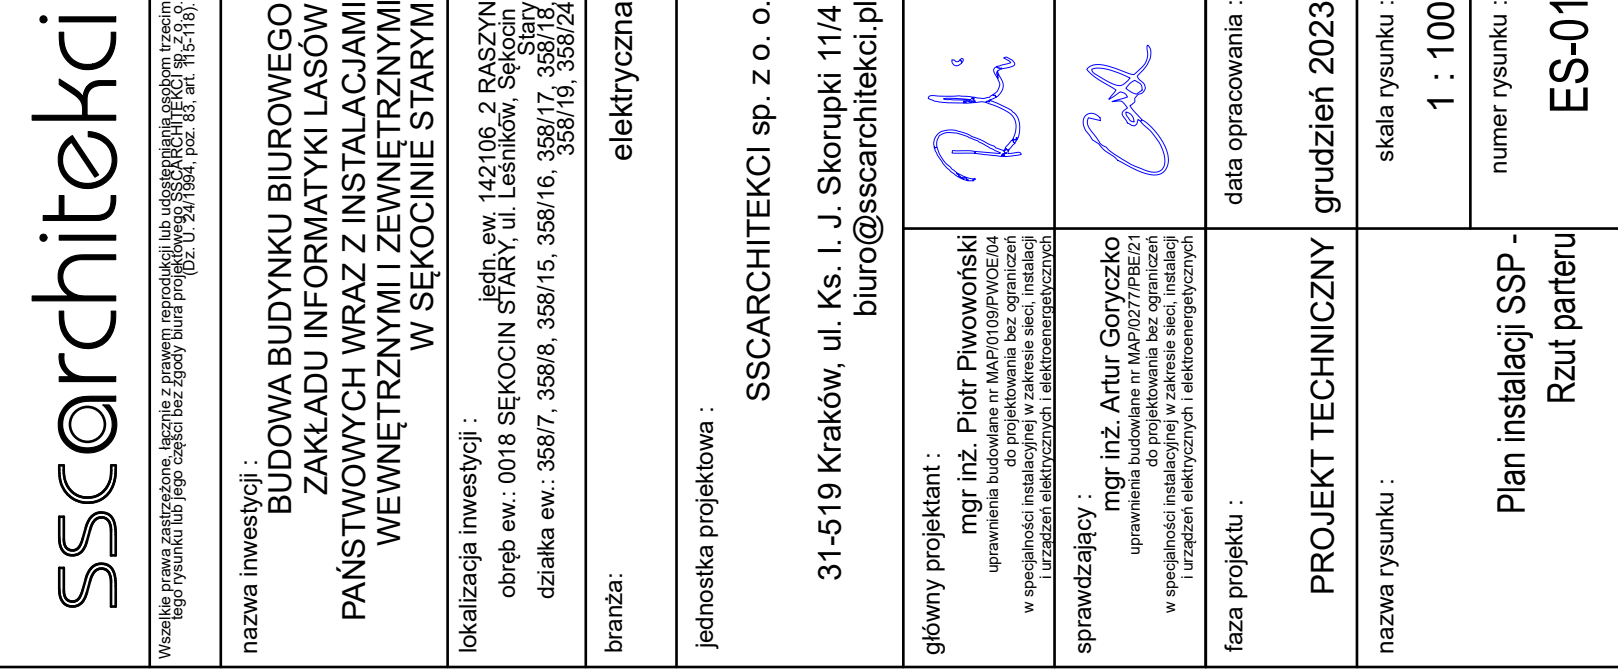 sscarchitekci
Wszelkie prawa zastrzeżone, łącznie z prawem reprodukcji lub udostępniania osobom trzecim
tego rysunku lub jego części bez zgody biura projektowego SSCARCHITEKCI sp. z o. o.
(Dz. U. 24/1994, poz. 83, art. 115-118).
nazwa inwestycji :
BUDOWA BUDYNKU BIUROWEGO
ZAKŁADU INFORMATYKI LASÓW
PAŃSTWOWYCH WRAZ Z INSTALACJAMI
WEWNĘTRZNYMI I ZEWNĘTRZNYMI
W SĘKOCINIE STARYM
lokalizacja inwestycji :
jedn. ew. 142106_2 RASZYN
obręb ew.: 0018 SĘKOCIN STARY, ul. Leśników, Sękocin
Stary
działka ew.: 358/7, 358/8, 358/15, 358/16, 358/17, 358/18,
358/19, 358/24
branża:
elektryczna
jednostka projektowa :
SSCARCHITEKCI sp. z o. o.
31-519 Kraków, ul. Ks. I. J. Skorupki 11/4
biuro@sscarchitekci.pl
główny projektant :
mgr inż. Piotr Piwowoński
uprawnienia budowlane nr MAP/0109/PWOE/04
do projektowania bez ograniczeń
w specjalności instalacyjnej w zakresie sieci, instalacji
i urządzeń elektrycznych i elektroenergetycznych
sprawdzający :
mgr inż. Artur Goryczko
uprawnienia budowlane nr MAP/0277/PBE/21
do projektowania bez ograniczeń
w specjalności instalacyjnej w zakresie sieci, instalacji
i urządzeń elektrycznych i elektroenergetycznych
faza projektu :
PROJEKT TECHNICZNY
data opracowania :
grudzień 2023
nazwa rysunku :
Plan instalacji SSP -
Rzut parteru
skala rysunku :
1 : 100
numer rysunku :
ES-01